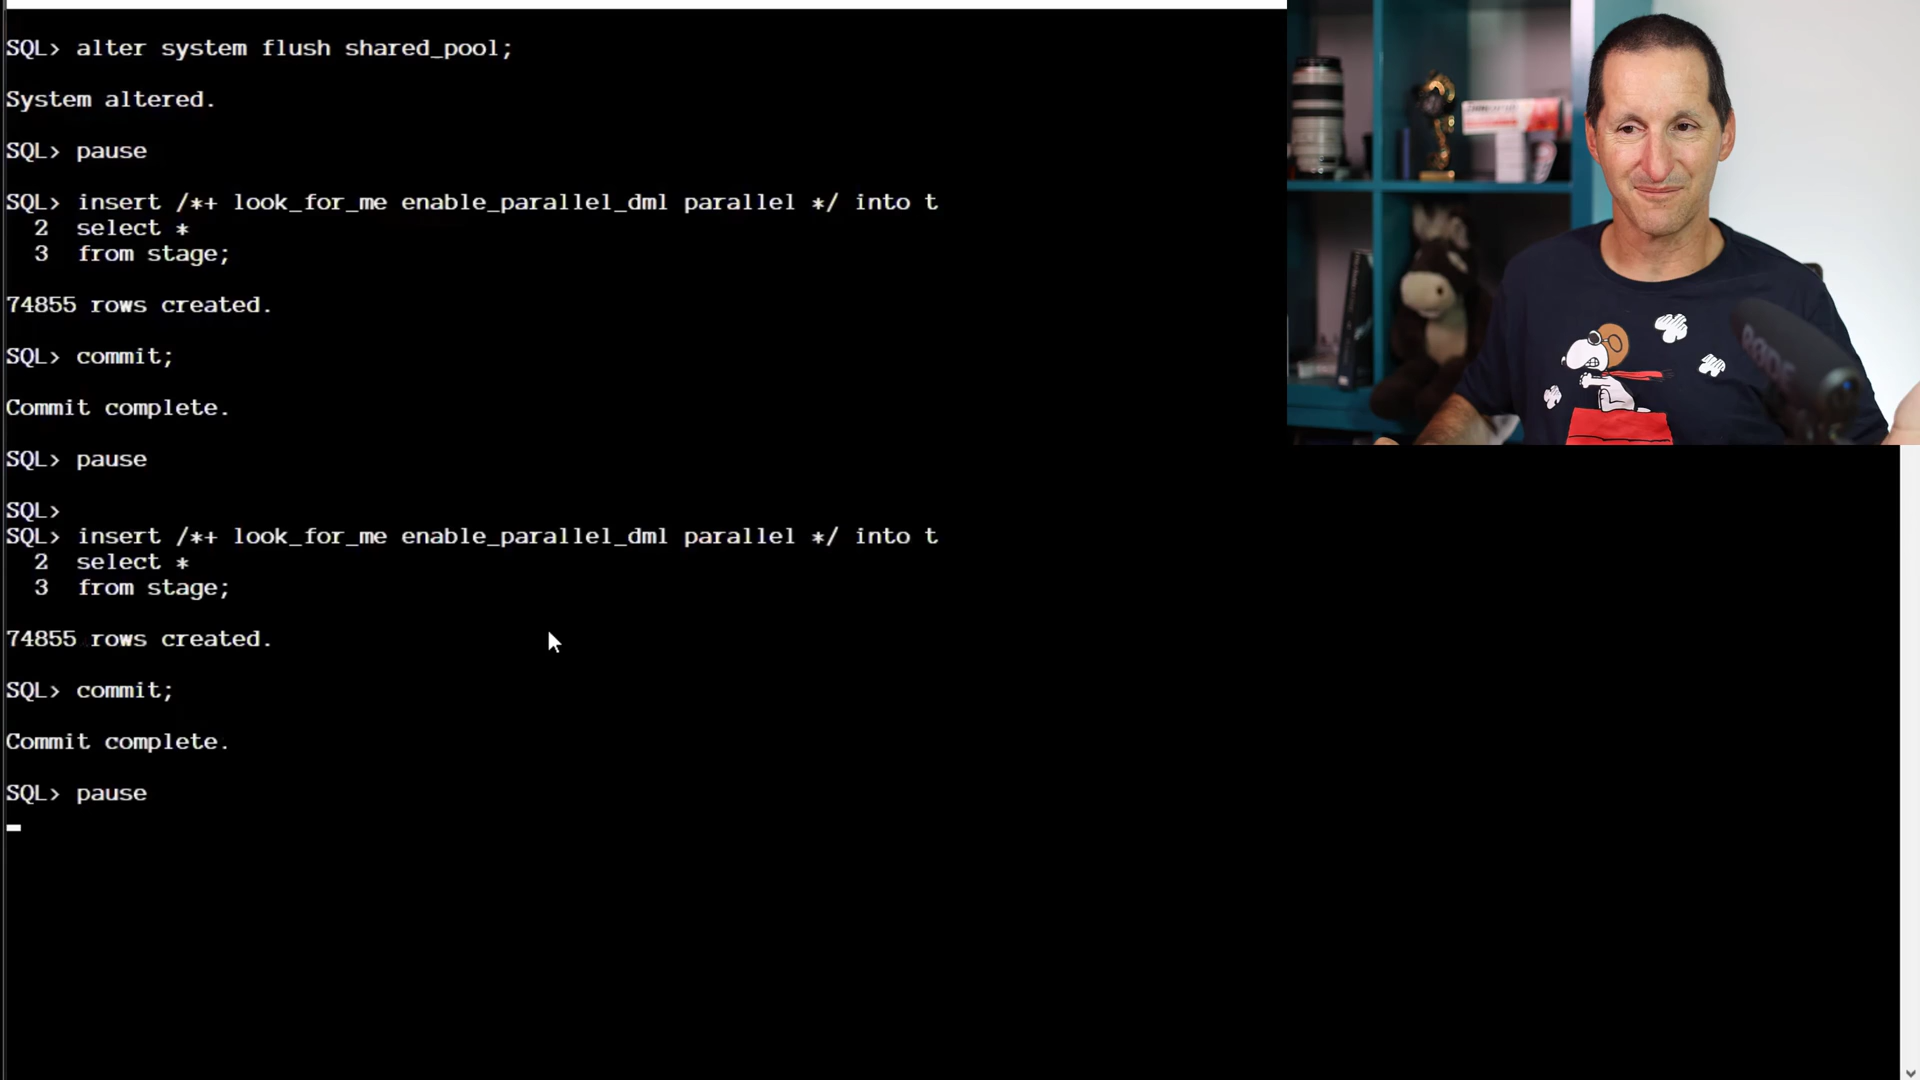 SQL> alter system flush shared_pool;
System altered.
SQL> pause
SQL> insert /*+ look_for_me enable_parallel_dml parallel */ into t
  2  select *
  3  from stage;
74855 rows created.
SQL> commit;
Commit complete.
SQL> pause
SQL>
SQL> insert /*+ look_for_me enable_parallel_dml parallel */ into t
  2  select *
  3  from stage;
74855 rows created.
SQL> commit;
Commit complete.
SQL> pause
RODE